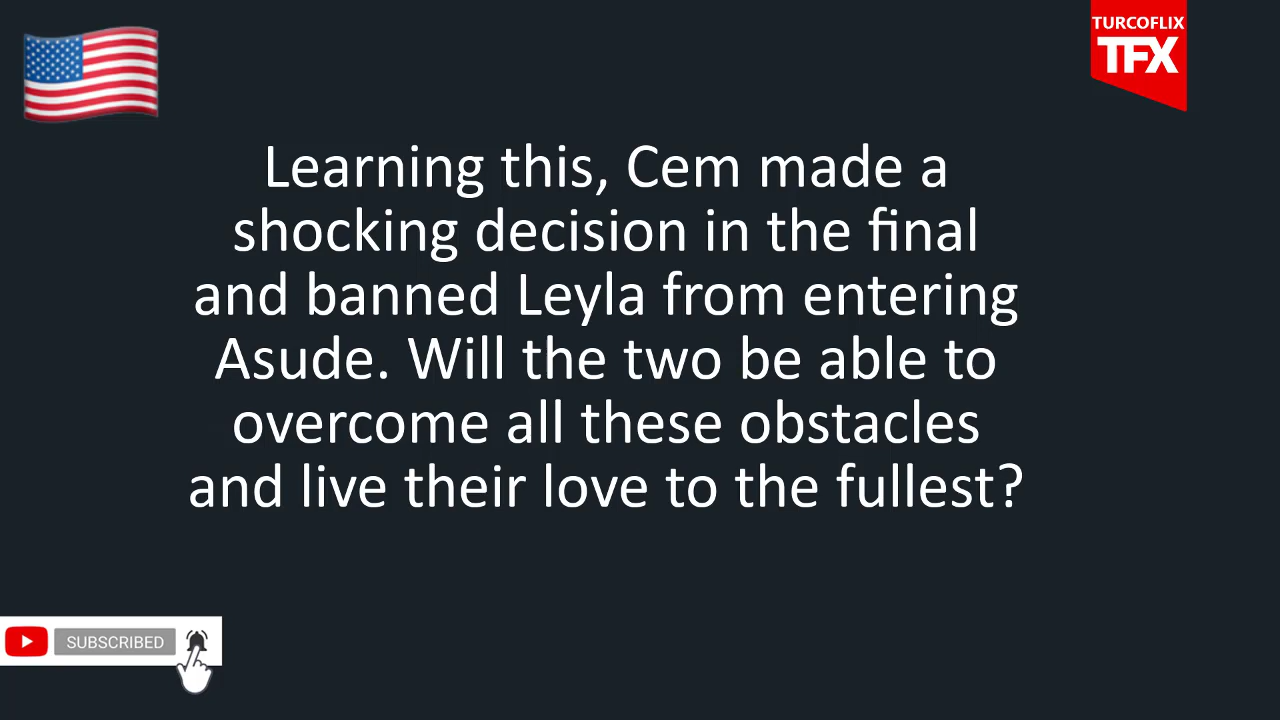 TURCOFLIX
TFX
Learning this, Cem made a
shocking decision in the final
and banned Leyla from entering
Asude. Will the two be able to
overcome all these obstacles
and live their love to the fullest?
SUBSCRIBED